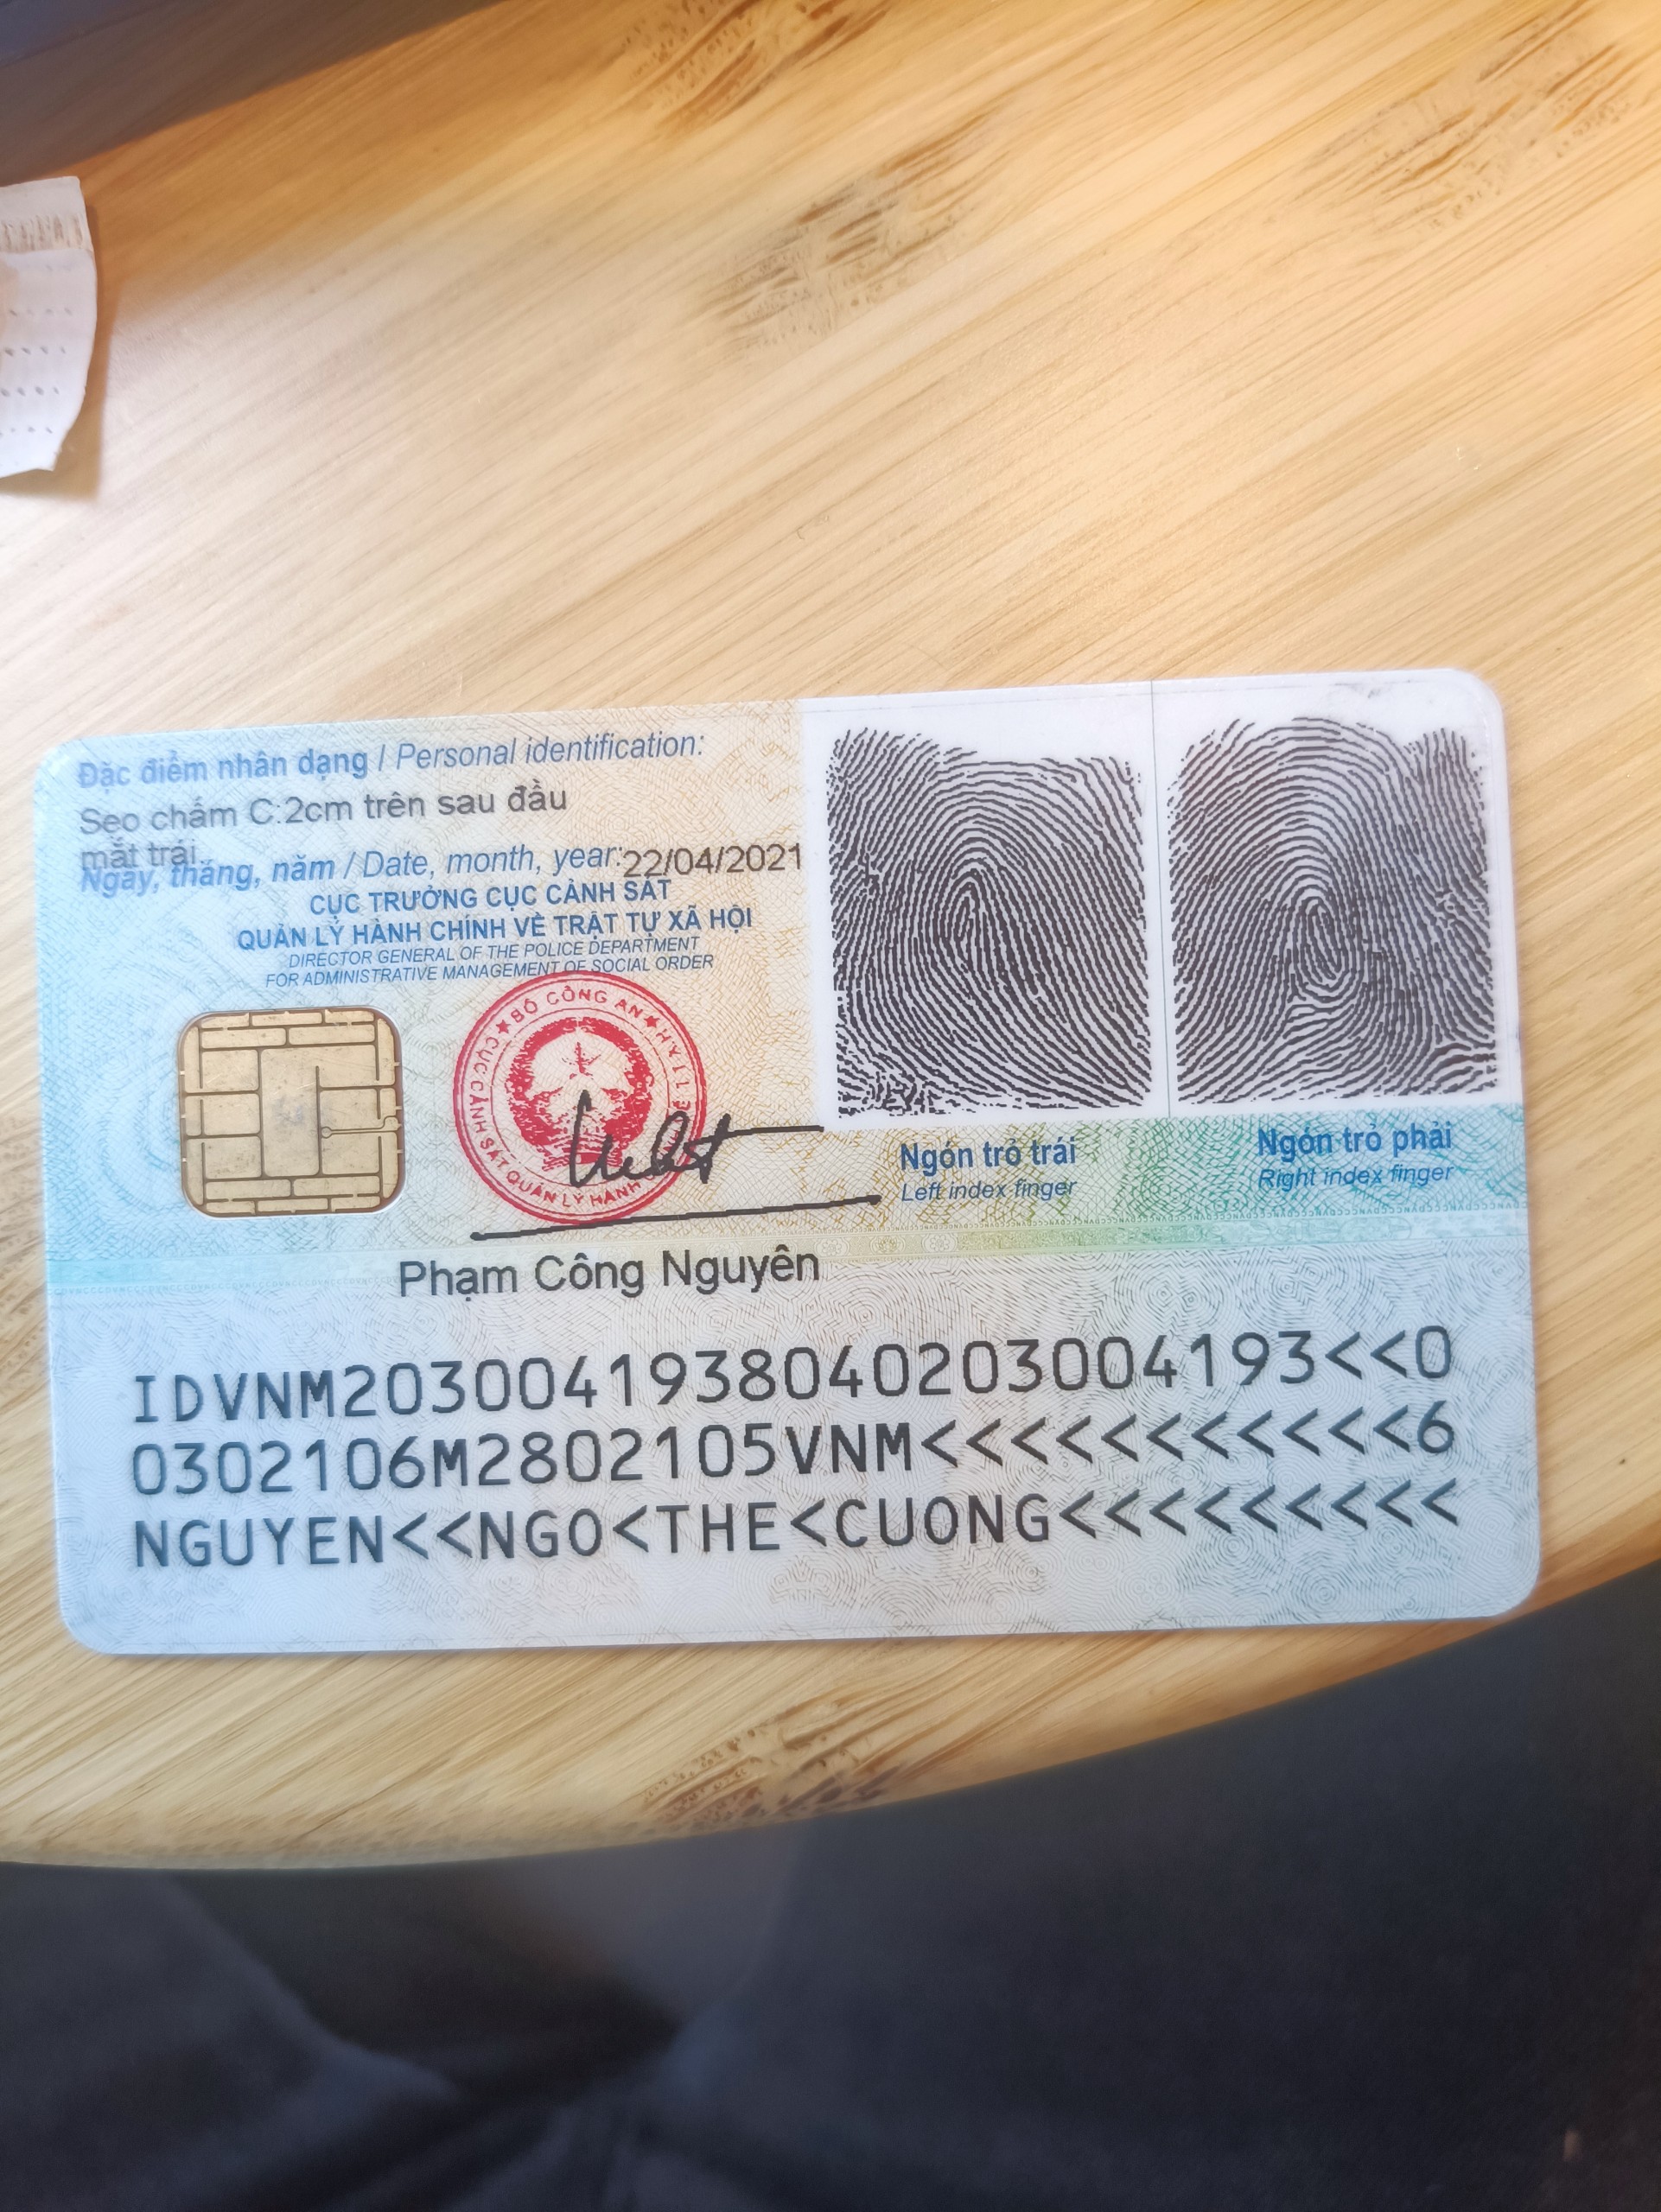 Đặc điểm nhân dạng / Personal identification:
Sẹo chấm C:2cm trên sau đầu
mắt trái
Ngày, tháng, năm / Date, month, year:22/04/2021
CỤC TRƯỞNG CỤC CẢNH SÁT
QUẢN LÝ HÀNH CHÍNH VỀ TRẬT TỰ XÃ HỘI
DIRECTOR GENERAL OF THE POLICE DEPARTMENT
FOR ADMINISTRATIVE MANAGEMENT OF SOCIAL ORDER
BỘ CÔNG AN
CỤC CẢNH SÁT QUẢN LÝ HÀNH
Ngón trỏ trái
Left index finger
Ngón trỏ phải
Right index finger
Phạm Công Nguyên
IDVNM2030041938040203004193<<0
0302106M2802105VNM<<<<<<<<<<<6
NGUYEN<<NGO<THE<CUONG<<<<<<<<<